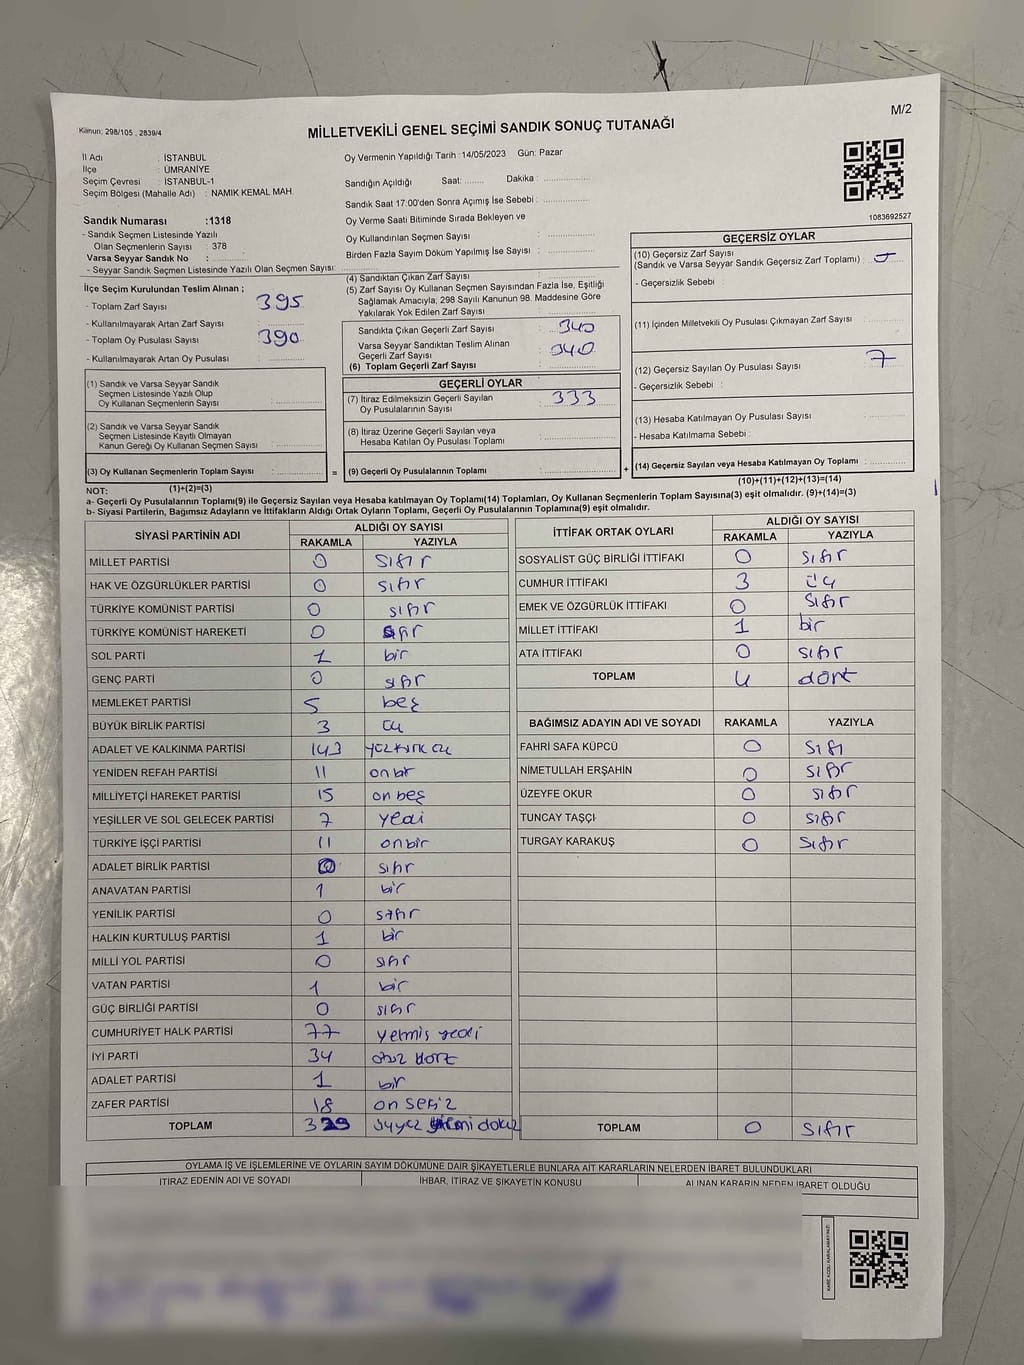 M/2
Kanun; 298/105 , 2839/4
MİLLETVEKİLİ GENEL SEÇİMİ SANDIK SONUÇ TUTANAĞI
İl Adı : İSTANBUL
İlçe : ÜMRANİYE
Seçim Çevresi : İSTANBUL-1
Seçim Bölgesi (Mahalle Adı) : NAMIK KEMAL MAH.
Sandık Numarası :1318
- Sandık Seçmen Listesinde Yazılı
Olan Seçmenlerin Sayısı : 378
Varsa Seyyar Sandık No :
- Seyyar Sandık Seçmen Listesinde Yazılı Olan Seçmen Sayısı:
Oy Vermenin Yapıldığı Tarih :14/05/2023 Gün: Pazar
Sandığın Açıldığı Saat: ........ Dakika : ....................
Sandık Saat 17:00'den Sonra Açımış İse Sebebi : ....................
Oy Verme Saati Bitiminde Sırada Bekleyen ve
Oy Kullandırılan Seçmen Sayısı : ....................
Birden Fazla Sayım Döküm Yapılmış İse Sayısı : ....................
1083692527
İlçe Seçim Kurulundan Teslim Alınan ;
- Toplam Zarf Sayısı : 395
- Kullanılmayarak Artan Zarf Sayısı : ....................
- Toplam Oy Pusulası Sayısı : 390
- Kullanılmayarak Artan Oy Pusulası : ....................
(4) Sandıktan Çıkan Zarf Sayısı : ....................
(5) Zarf Sayısı Oy Kullanan Seçmen Sayısından Fazla İse, Eşitliği
Sağlamak Amacıyla; 298 Sayılı Kanunun 98. Maddesine Göre
Yakılarak Yok Edilen Zarf Sayısı : ....................
Sandıkta Çıkan Geçerli Zarf Sayısı : 340
Varsa Seyyar Sandıktan Teslim Alınan
Geçerli Zarf Sayısı
(6) Toplam Geçerli Zarf Sayısı : 340
GEÇERLİ OYLAR
(7) İtiraz Edilmeksizin Geçerli Sayılan
Oy Pusulalarının Sayısı : 333
(8) İtiraz Üzerine Geçerli Sayılan veya
Hesaba Katılan Oy Pusulası Toplamı : ....................
(9) Geçerli Oy Pusulalarının Toplamı : ....................
(1) Sandık ve Varsa Seyyar Sandık
Seçmen Listesinde Yazılı Olup
Oy Kullanan Seçmenlerin Sayısı : ....................
(2) Sandık ve Varsa Seyyar Sandık
Seçmen Listesinde Kayıtlı Olmayan
Kanun Gereği Oy Kullanan Seçmen Sayısı : ....................
(3) Oy Kullanan Seçmenlerin Toplam Sayısı : .................... =
(1)+(2)=(3)
GEÇERSİZ OYLAR
(10) Geçersiz Zarf Sayısı
(Sandık ve Varsa Seyyar Sandık Geçersiz Zarf Toplamı) :
- Geçersizlik Sebebi :
(11) İçinden Milletvekili Oy Pusulası Çıkmayan Zarf Sayısı
(12) Geçersiz Sayılan Oy Pusulası Sayısı : 7
- Geçersizlik Sebebi :
(13) Hesaba Katılmayan Oy Pusulası Sayısı
- Hesaba Katılmama Sebebi :
+ (14) Geçersiz Sayılan veya Hesaba Katılmayan Oy Toplamı :
(10)+(11)+(12)+(13)=(14)
NOT:
a- Geçerli Oy Pusulalarının Toplamı(9) ile Geçersiz Sayılan veya Hesaba katılmayan Oy Toplamı(14) Toplamları, Oy Kullanan Seçmenlerin Toplam Sayısına(3) eşit olmalıdır. (9)+(14)=(3)
b- Siyasi Partilerin, Bağımsız Adayların ve İttifakların Aldığı Ortak Oyların Toplamı, Geçerli Oy Pusulalarının Toplamına(9) eşit olmalıdır.
SİYASİ PARTİNİN ADI ALDIĞI OY SAYISI
RAKAMLA YAZIYLA
MİLLET PARTİSİ 0 sıfır
HAK VE ÖZGÜRLÜKLER PARTİSİ 0 sıfır
TÜRKİYE KOMÜNİST PARTİSİ 0 sıfır
TÜRKİYE KOMÜNİST HAREKETİ 0 sıfır
SOL PARTİ 1 bir
GENÇ PARTİ 0 sıfır
MEMLEKET PARTİSİ 5 beş
BÜYÜK BİRLİK PARTİSİ 3 üç
ADALET VE KALKINMA PARTİSİ 143 yüzkırk üç
YENİDEN REFAH PARTİSİ 11 on bir
MİLLİYETÇİ HAREKET PARTİSİ 15 on beş
YEŞİLLER VE SOL GELECEK PARTİSİ 7 yedi
TÜRKİYE İŞÇİ PARTİSİ 11 onbir
ADALET BİRLİK PARTİSİ 0 sıfır
ANAVATAN PARTİSİ 1 bir
YENİLİK PARTİSİ 0 sıfır
HALKIN KURTULUŞ PARTİSİ 1 bir
MİLLİ YOL PARTİSİ 0 sıfır
VATAN PARTİSİ 1 bir
GÜÇ BİRLİĞİ PARTİSİ 0 sıfır
CUMHURİYET HALK PARTİSİ 77 yetmiş yedi
İYİ PARTİ 34 otuz dört
ADALET PARTİSİ 1 bir
ZAFER PARTİSİ 18 on sekiz
TOPLAM 329 üçyüz yirmi dokuz
İTTİFAK ORTAK OYLARI ALDIĞI OY SAYISI
RAKAMLA YAZIYLA
SOSYALİST GÜÇ BİRLİĞİ İTTİFAKI 0 sıfır
CUMHUR İTTİFAKI 3 üç
EMEK VE ÖZGÜRLÜK İTTİFAKI 0 sıfır
MİLLET İTTİFAKI 1 bir
ATA İTTİFAKI 0 sıfır
TOPLAM 4 dört
BAĞIMSIZ ADAYIN ADI VE SOYADI RAKAMLA YAZIYLA
FAHRİ SAFA KÜPCÜ 0 sıfı
NİMETULLAH ERŞAHİN 0 sıfır
ÜZEYFE OKUR 0 sıfır
TUNCAY TAŞÇI 0 sıfır
TURGAY KARAKUŞ 0 sıfır
TOPLAM 0 sıfır
OYLAMA İŞ VE İŞLEMLERİNE VE OYLARIN SAYIM DÖKÜMÜNE DAİR ŞİKAYETLERLE BUNLARA AİT KARARLARIN NELERDEN İBARET BULUNDUKLARI
İTİRAZ EDENİN ADI VE SOYADI İHBAR, İTİRAZ VE ŞİKAYETİN KONUSU ALINAN KARARIN NEDEN İBARET OLDUĞU